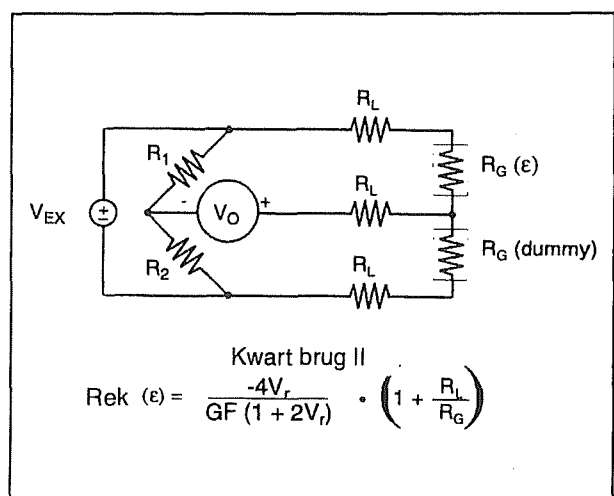 R_L
R_1
R_G (ε)
R_L
V_EX
±
-
V_O
+
R_2
R_G (dummy)
R_L
Kwart brug II
Rek (ε) = -4V_r / GF (1 + 2V_r) • (1 + R_L / R_G)